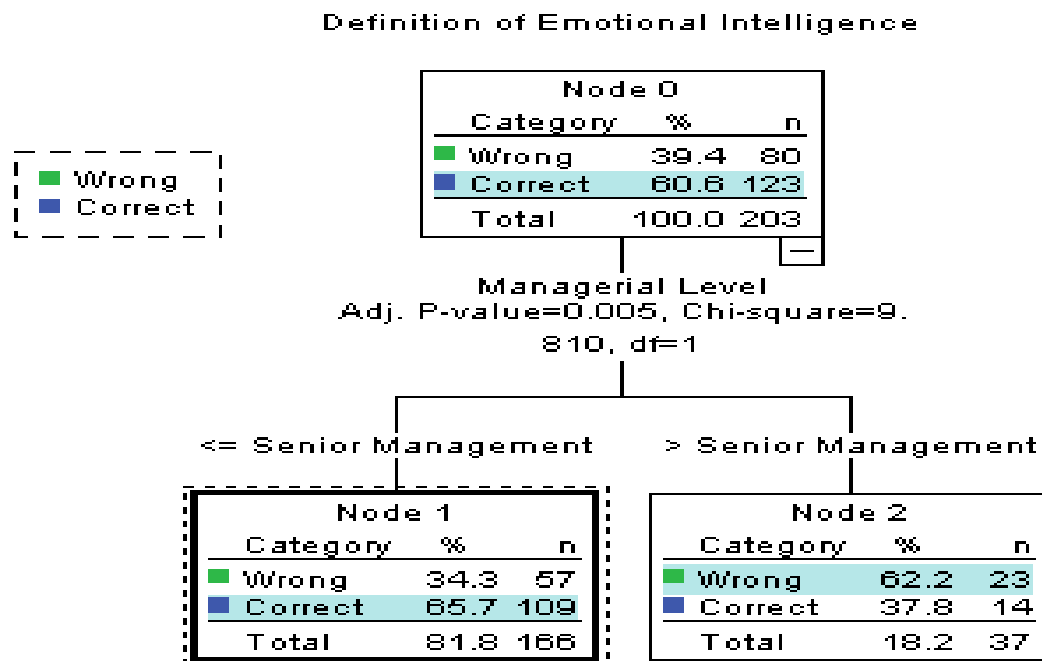 Definition of Emotional Intelligence
Node 0
Category % n
Wrong 39.4 80
Correct 60.6 123
Total 100.0 203
Wrong
Correct
Managerial Level
Adj. P-value=0.005, Chi-square=9.
810, df=1
<= Senior Management
> Senior Management
Node 1
Category % n
Wrong 34.3 57
Correct 65.7 109
Total 81.8 166
Node 2
Category % n
Wrong 62.2 23
Correct 37.8 14
Total 18.2 37